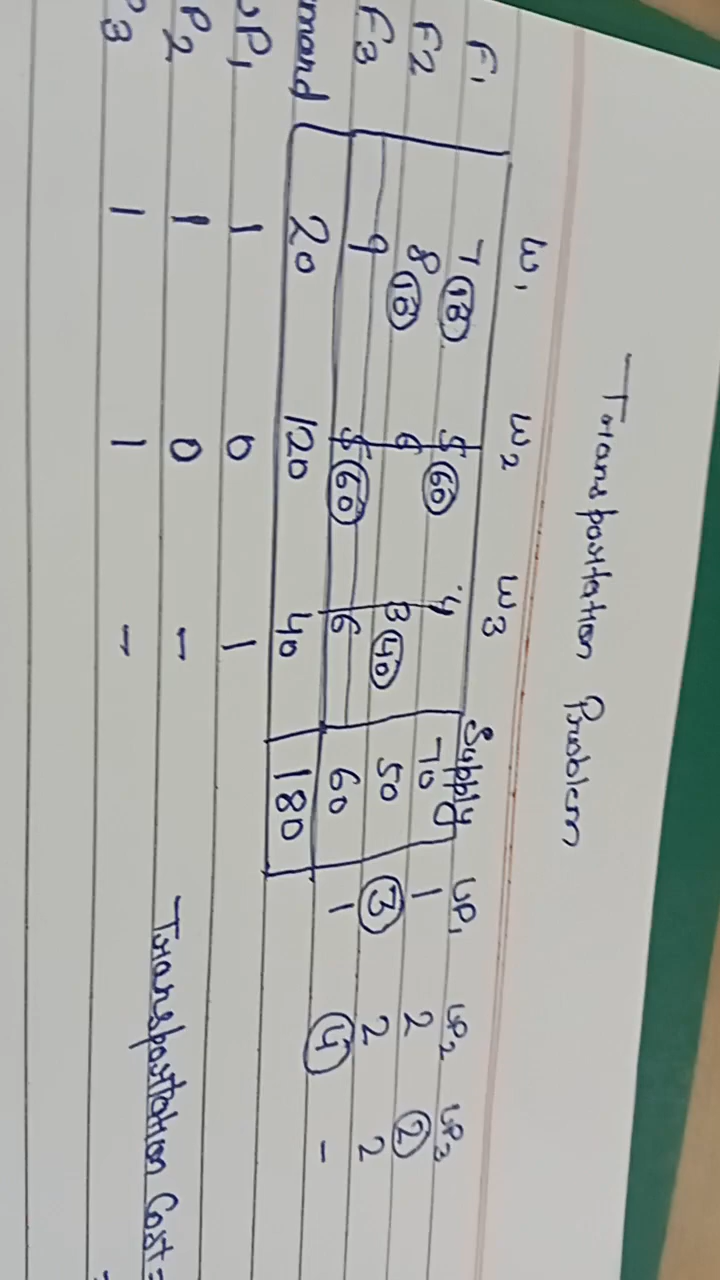 Transportation Problem
W1 W2 W3 Supply UP1 UP2 UP3
F1 7 (18) 5 (60) 4 70 1 2 (2)
F2 8 (18) 6 3 (40) 50 (3) 2 2
F3 9 5 (60) 6 60 1 (4) -
mand 20 120 40 180
UP1 1 0 1
P2 1 0 -
P3 1 1 -
Transportation Cost =